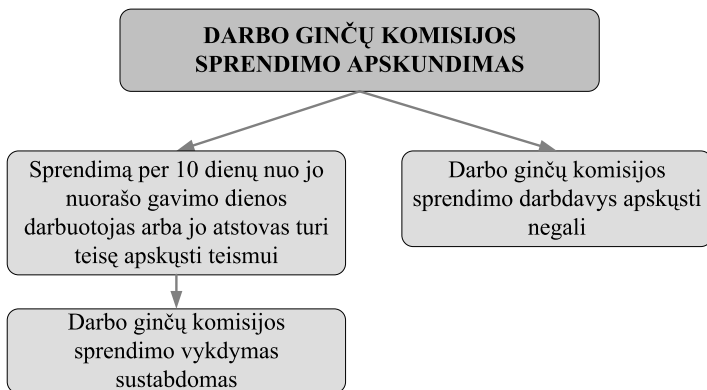 DARBO GINČŲ KOMISIJOS
SPRENDIMO APSKUNDIMAS
Sprendimą per 10 dienų nuo jo
nuorašo gavimo dienos
darbuotojas arba jo atstovas turi
teisę apskųsti teismui
Darbo ginčų komisijos
sprendimo darbdavys apskųsti
negali
Darbo ginčų komisijos
sprendimo vykdymas
sustabdomas